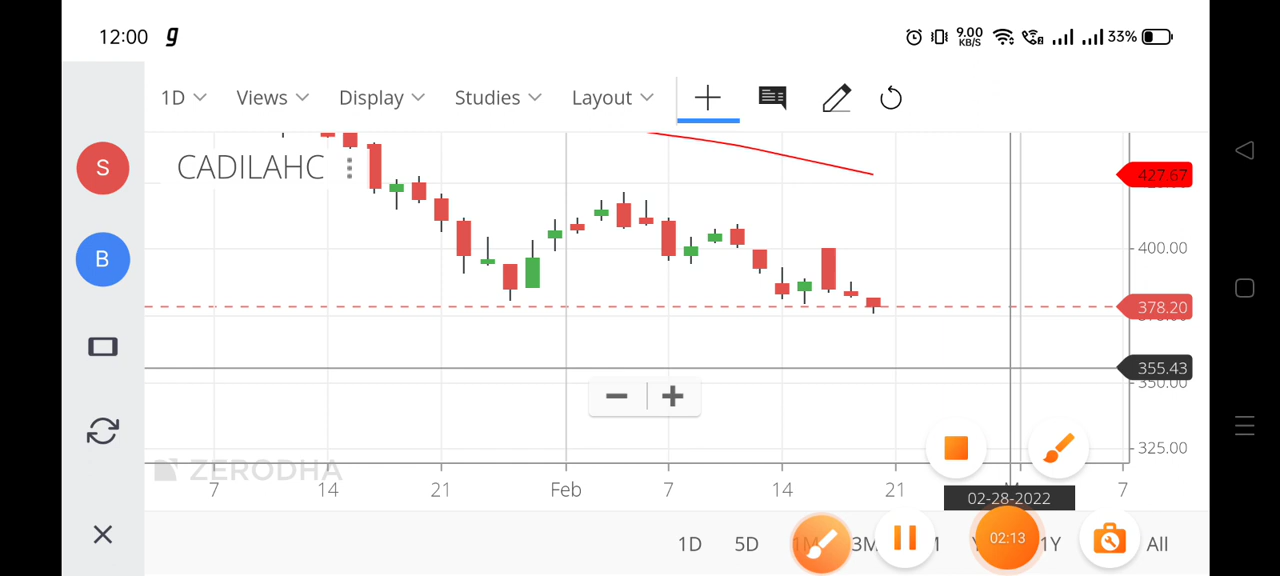 12:00 g 9.00 KB/S 33%
1D Views Display Studies Layout
S CADILAHC
427.67
B
400.00
378.20
355.43
350.00
325.00
ZERODHA
7 14 21 Feb 7 14 21 7
02-28-2022
1D 5D 1M 3M 1Y All
02:13